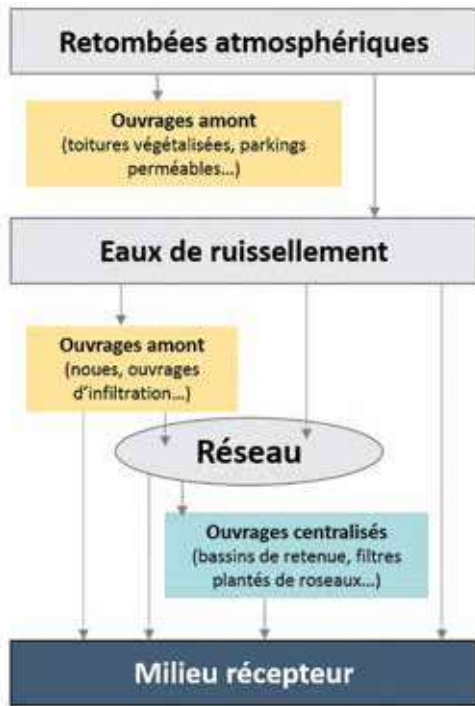 Retombées atmosphériques
Ouvrages amont
(toitures végétalisées, parkings
perméables...)
Eaux de ruissellement
Ouvrages amont
(noues, ouvrages
d'infiltration...)
Réseau
Ouvrages centralisés
(bassins de retenue, filtres
plantés de roseaux...)
Milieu récepteur